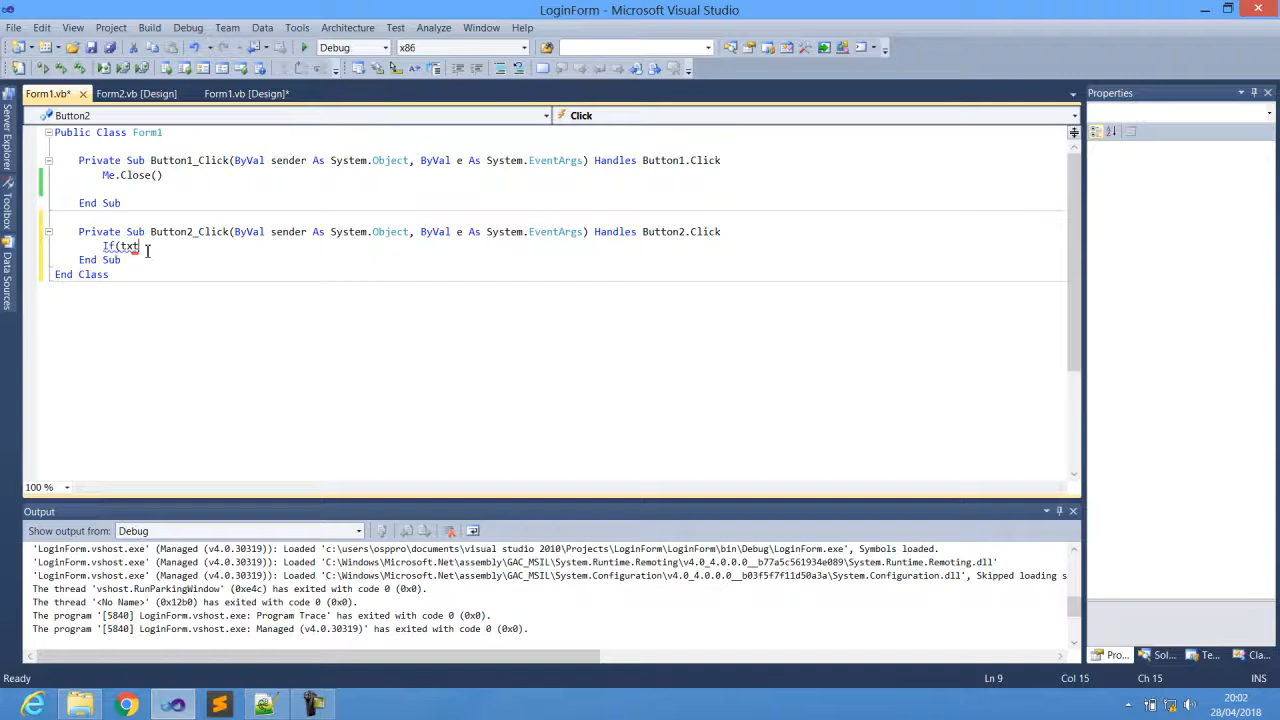 LoginForm - Microsoft Visual Studio
File Edit View Project Build Debug Team Data Tools Architecture Test Analyze Window Help
Debug x86
Form1.vb* Form2.vb [Design] Form1.vb [Design]* Properties
Button2 Click
Public Class Form1
Private Sub Button1_Click(ByVal sender As System.Object, ByVal e As System.EventArgs) Handles Button1.Click
Me.Close()
End Sub
Private Sub Button2_Click(ByVal sender As System.Object, ByVal e As System.EventArgs) Handles Button2.Click
If(txt
End Sub
End Class
Server Explorer
Toolbox
Data Sources
100 %
Output
Show output from: Debug
'LoginForm.vshost.exe' (Managed (v4.0.30319)): Loaded 'c:\users\osppro\documents\visual studio 2010\Projects\LoginForm\LoginForm\bin\Debug\LoginForm.exe', Symbols loaded.
'LoginForm.vshost.exe' (Managed (v4.0.30319)): Loaded 'C:\Windows\Microsoft.Net\assembly\GAC_MSIL\System.Runtime.Remoting\v4.0_4.0.0.0__b77a5c561934e089\System.Runtime.Remoting.dll'
'LoginForm.vshost.exe' (Managed (v4.0.30319)): Loaded 'C:\Windows\Microsoft.Net\assembly\GAC_MSIL\System.Configuration\v4.0_4.0.0.0__b03f5f7f11d50a3a\System.Configuration.dll', Skipped loading s
The thread 'vshost.RunParkingWindow' (0xe4c) has exited with code 0 (0x0).
The thread '<No Name>' (0x12b0) has exited with code 0 (0x0).
The program '[5840] LoginForm.vshost.exe: Program Trace' has exited with code 0 (0x0).
The program '[5840] LoginForm.vshost.exe: Managed (v4.0.30319)' has exited with code 0 (0x0).
Pro... Sol... Te... Cla...
Ready Ln 9 Col 15 Ch 15 INS
20:02
28/04/2018